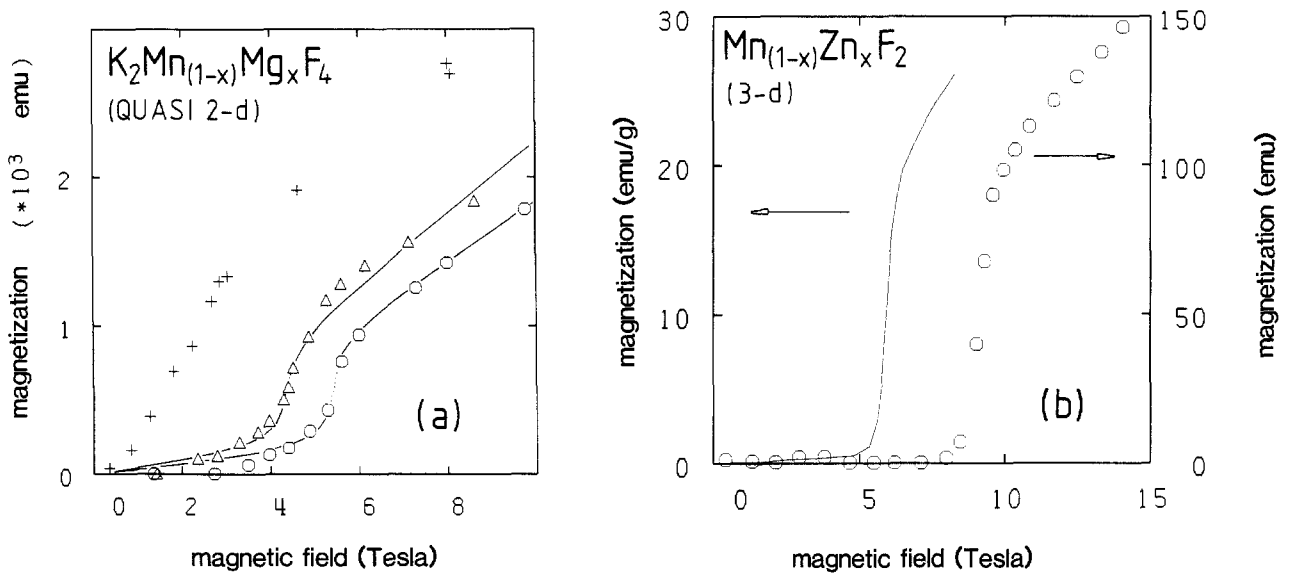 K₂Mn₍₁₋ₓ₎MgₓF₄
(QUASI 2-d)
magnetization (*10³ emu)
2
1
0
0 2 4 6 8
magnetic field (Tesla)
(a)
Mn₍₁₋ₓ₎ZnₓF₂
(3-d)
magnetization (emu/g)
30
20
10
0
150
100
50
0
magnetization (emu)
0 5 10 15
magnetic field (Tesla)
(b)